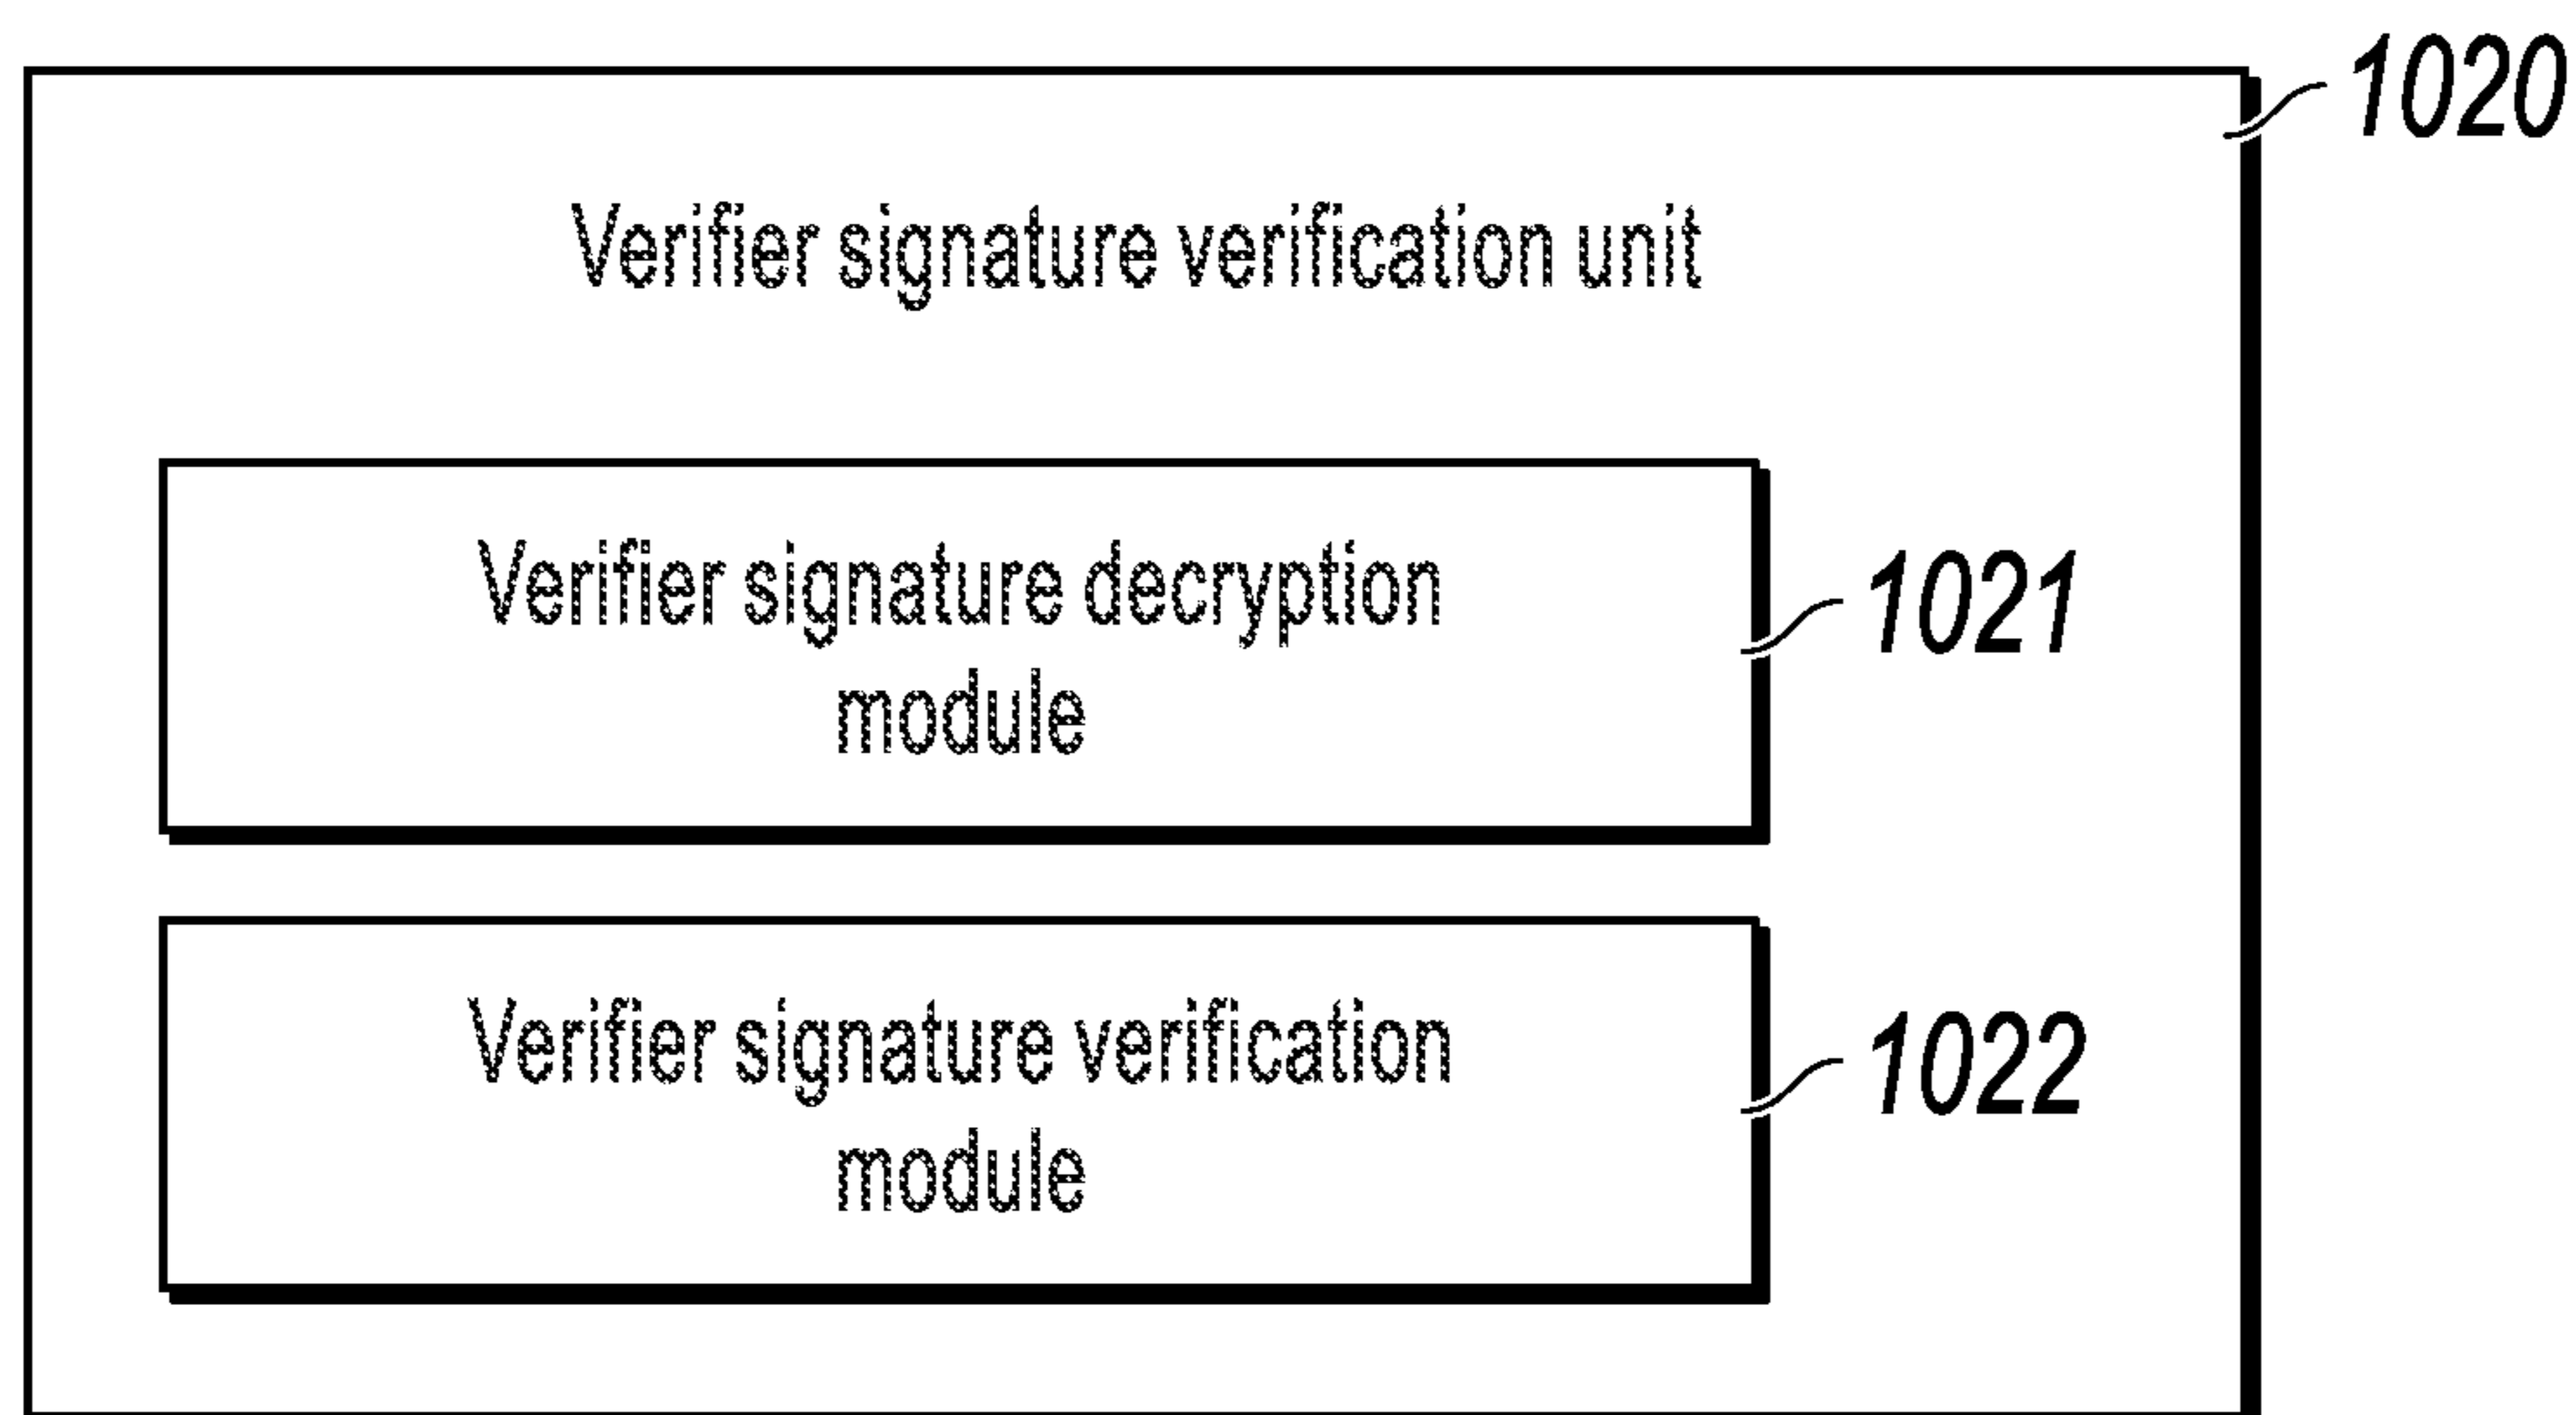 1020
Verifier signature verification unit
Verifier signature decryption
module
1021
Verifier signature verification
module
1022